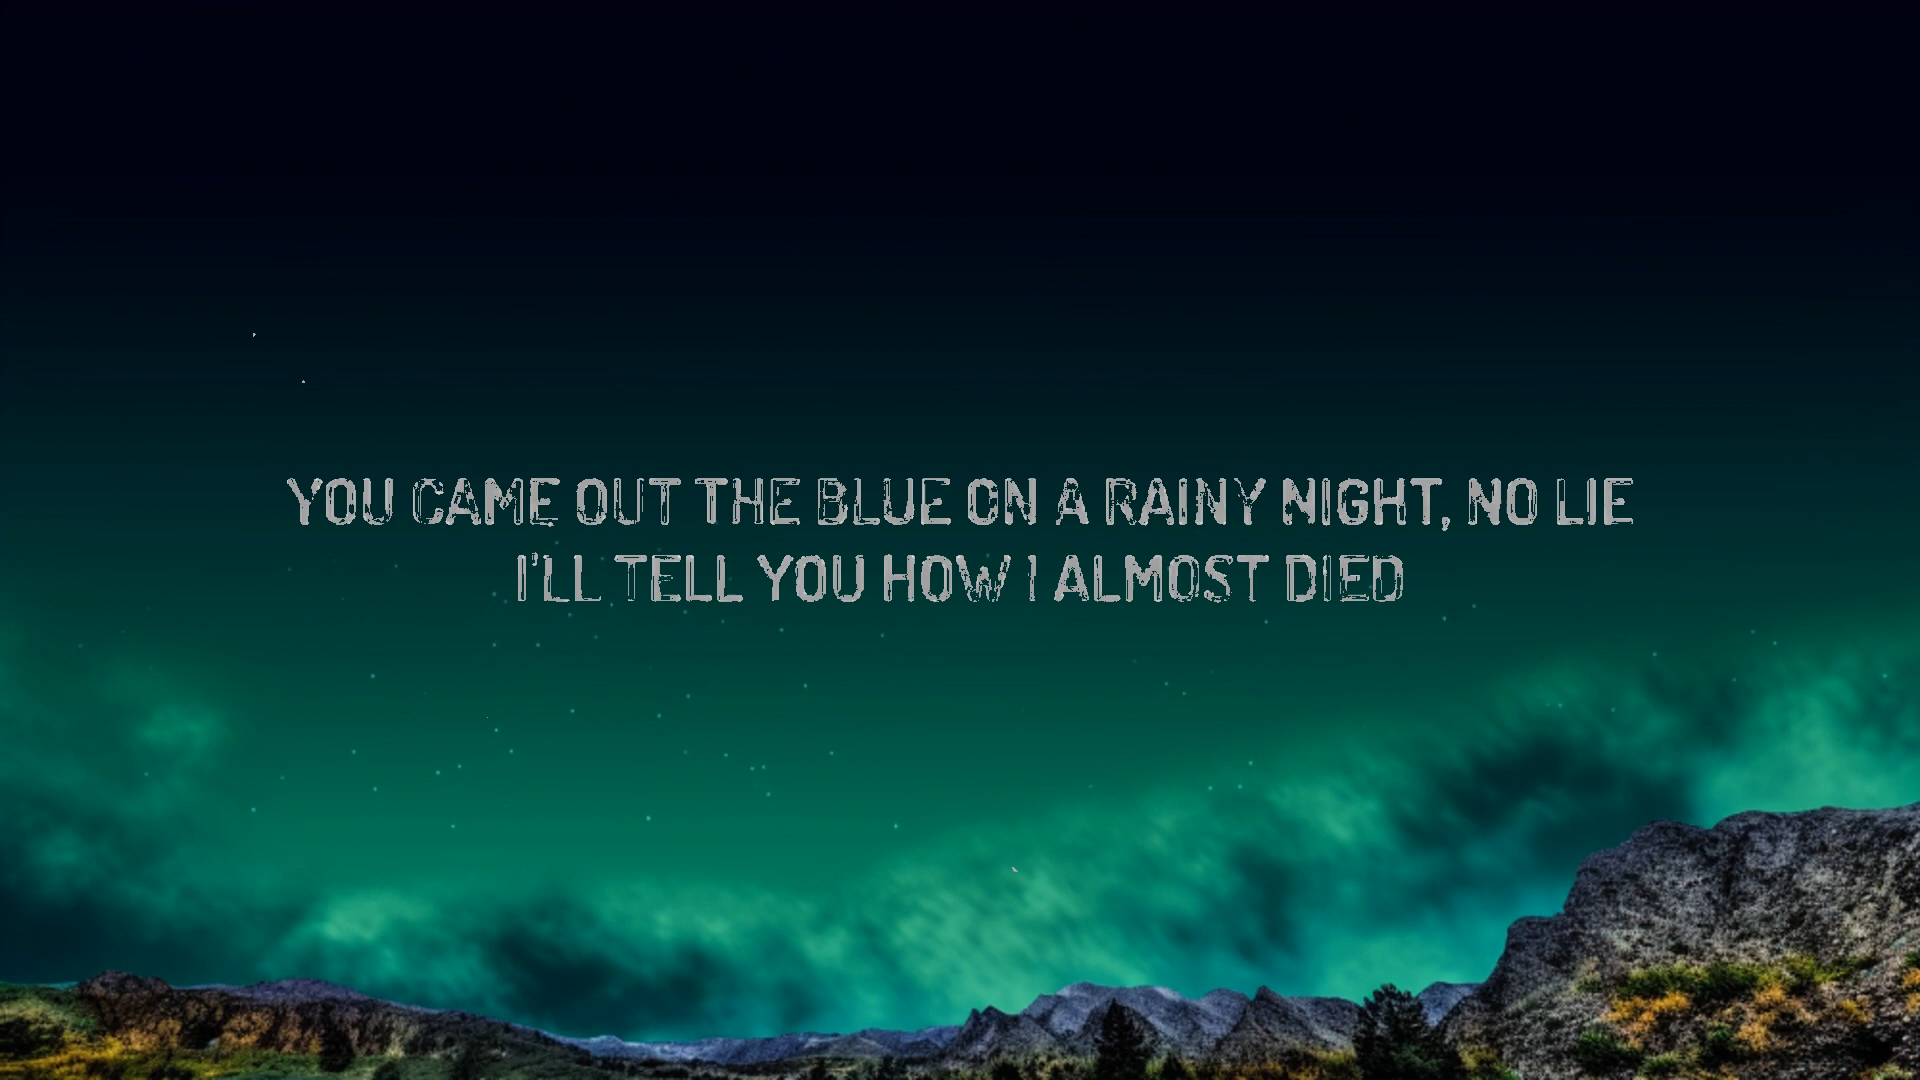 YOU CAME OUT THE BLUE ON A RAINY NIGHT, NO LIE
I'LL TELL YOU HOW I ALMOST DIED